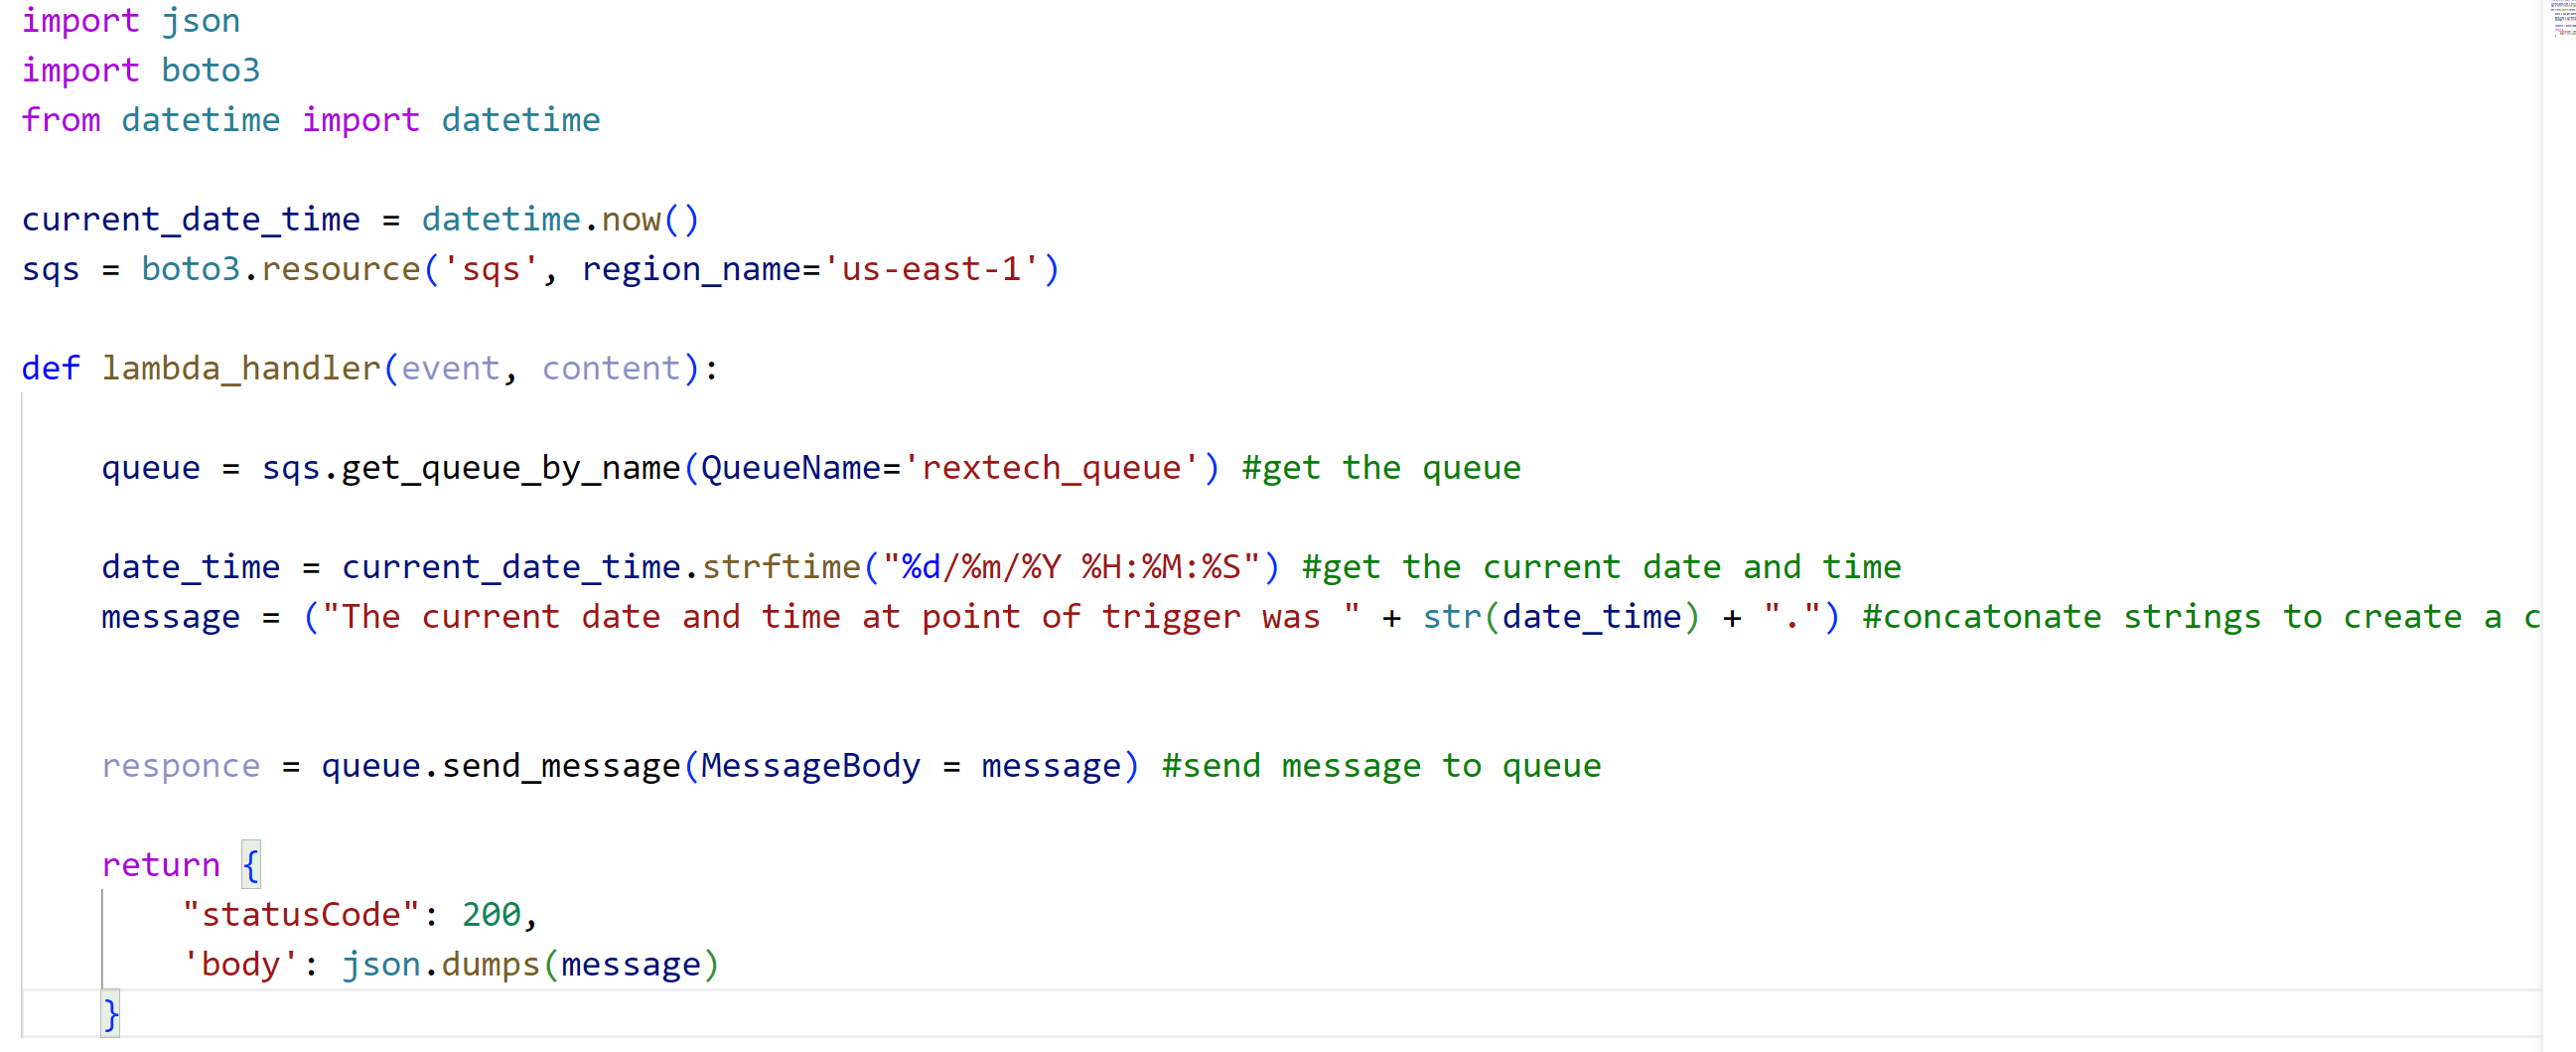 import json
import boto3
from datetime import datetime
current_date_time = datetime.now()
sqs = boto3.resource('sqs', region_name='us-east-1')
def lambda_handler(event, content):
queue = sqs.get_queue_by_name(QueueName='rextech_queue') #get the queue
date_time = current_date_time.strftime("%d/%m/%Y %H:%M:%S") #get the current date and time
message = ("The current date and time at point of trigger was " + str(date_time) + ".") #concatonate strings to create a c
responce = queue.send_message(MessageBody = message) #send message to queue
return {
"statusCode": 200,
'body': json.dumps(message)
}